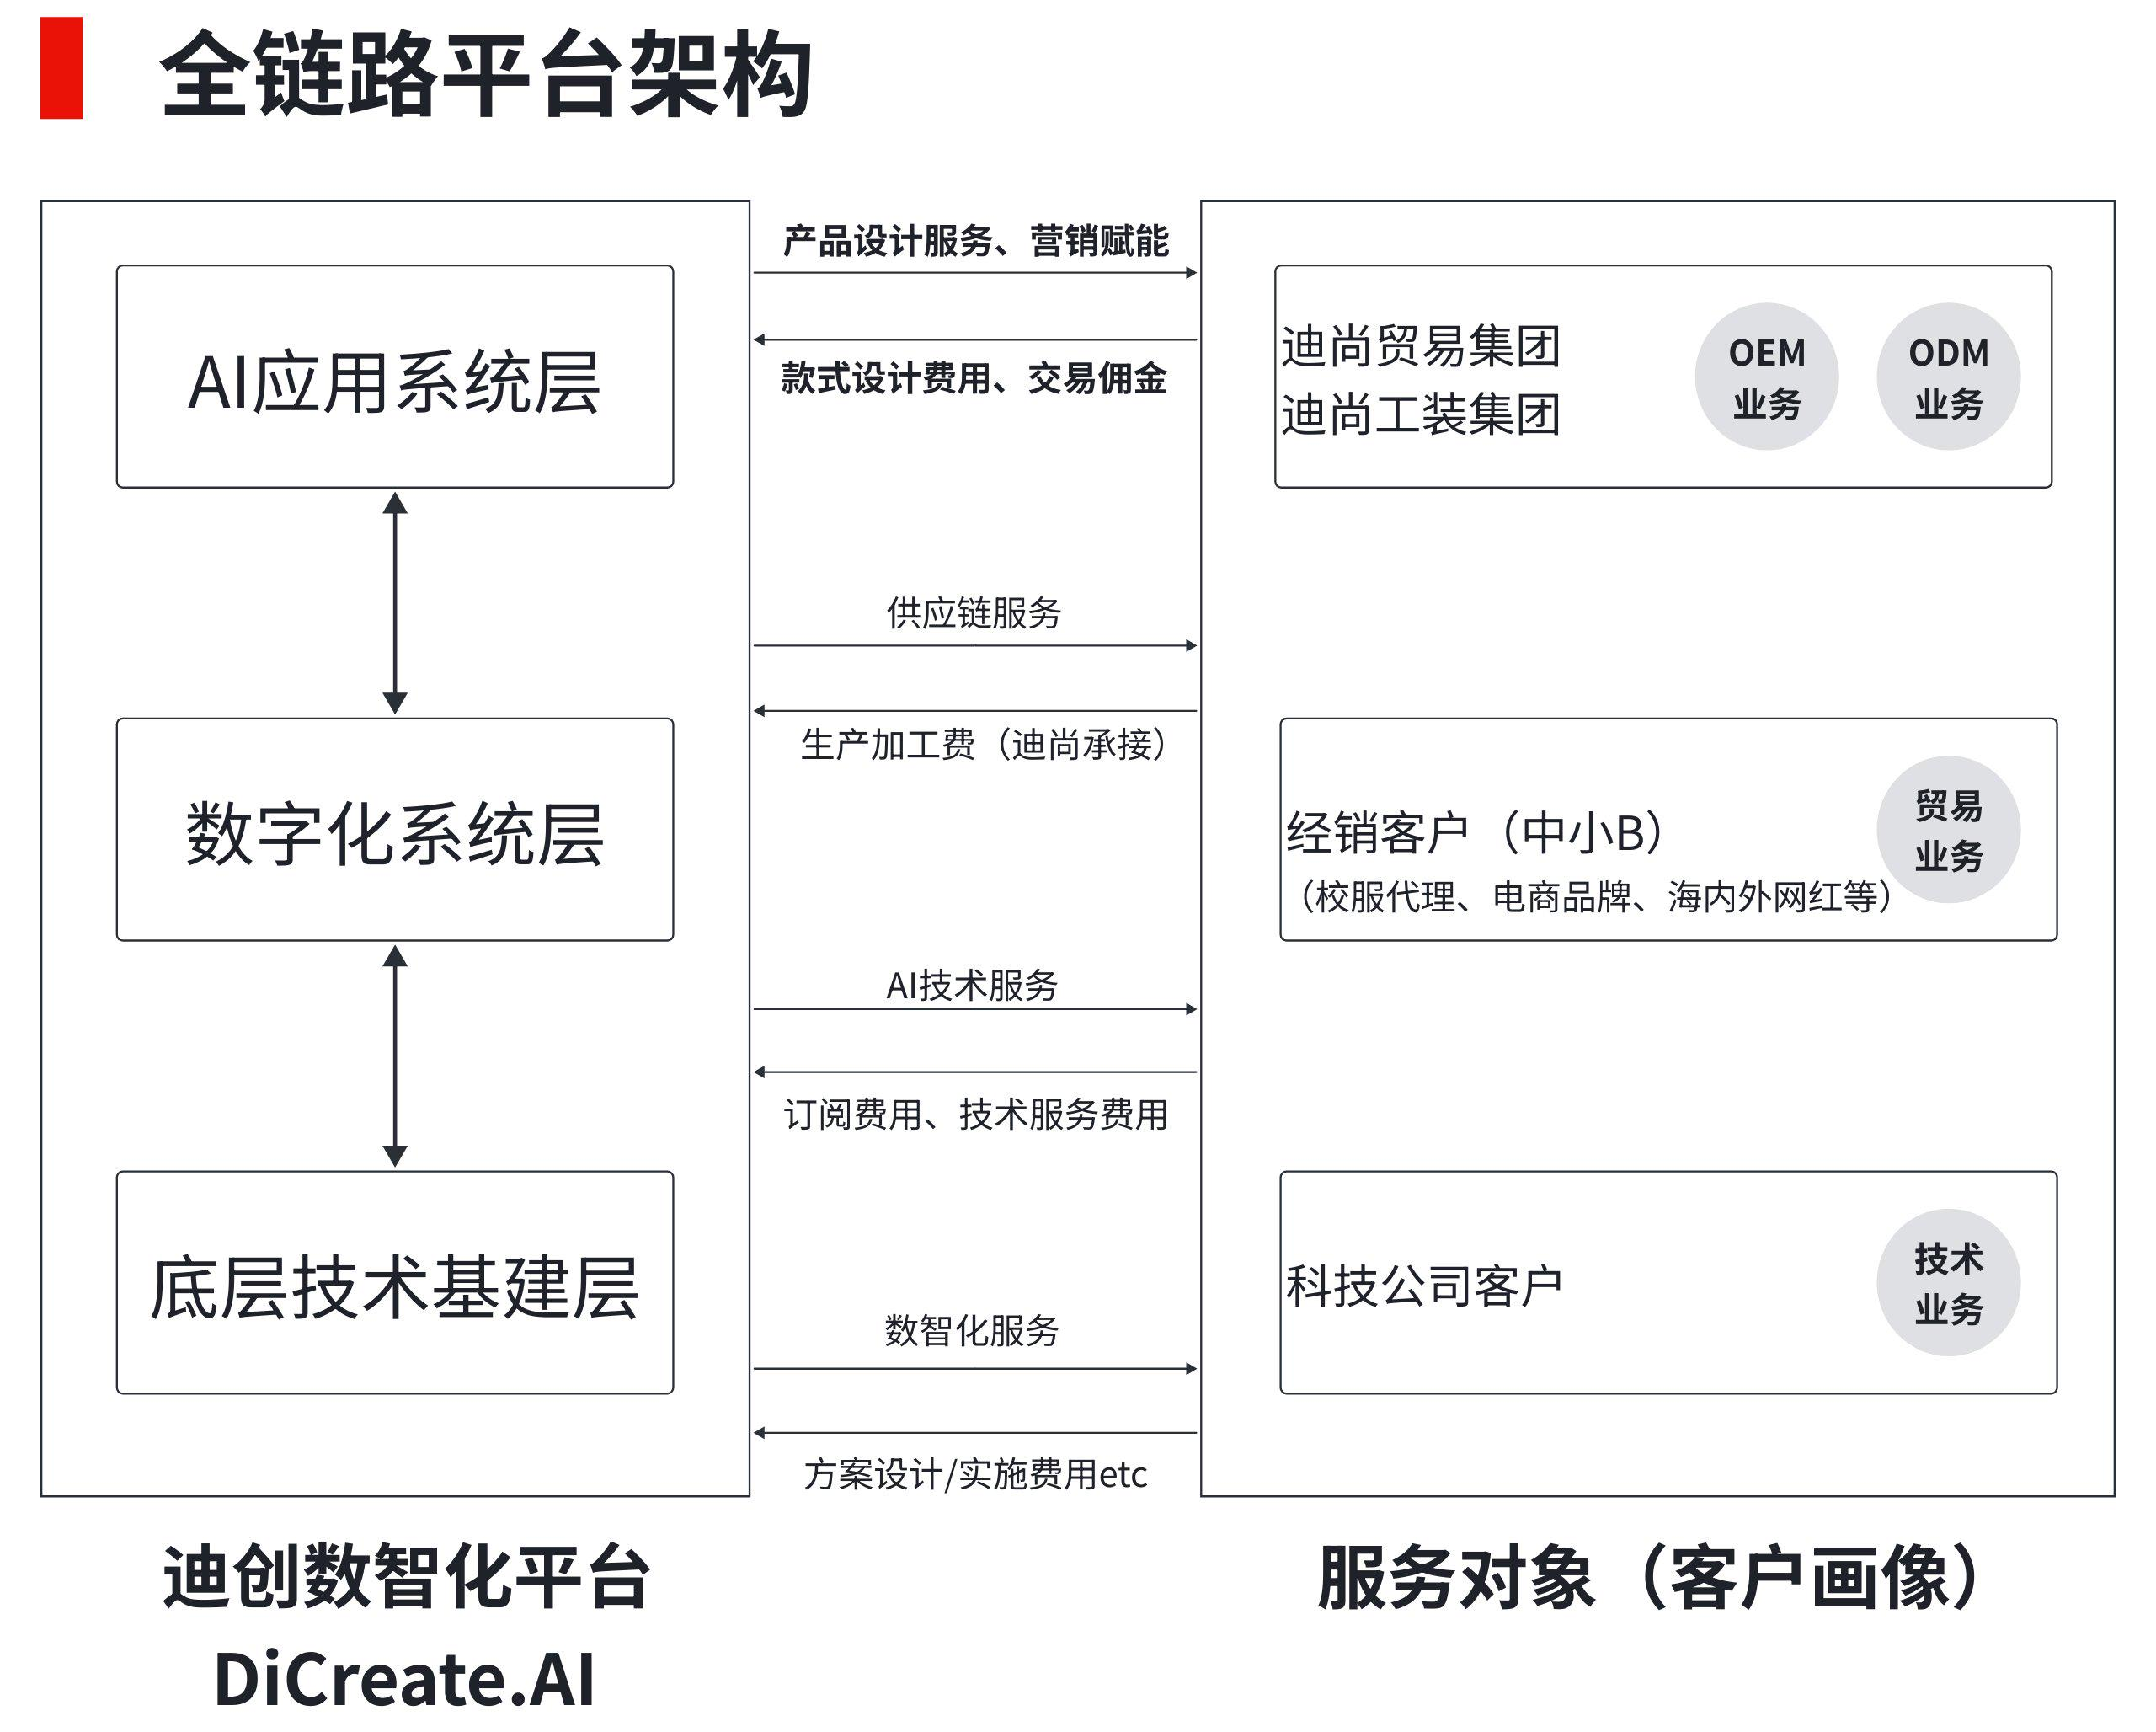 全链路平台架构
AI应用系统层
数字化系统层
底层技术基建层
迪创数智化平台
DiCreate.AI
产品设计服务、营销赋能
款式设计费用、交易佣金
供应链服务
生产加工费（迪尚承接）
AI技术服务
订阅费用、技术服务费用
数智化服务
方案设计/实施费用etc
迪尚贸易集团
迪尚工装集团
OEM
业务
ODM
业务
经销客户（中小B）
（校服代理、电商品牌、海内外网红等）
贸易
业务
科技公司客户
技术
业务
服务对象（客户画像）